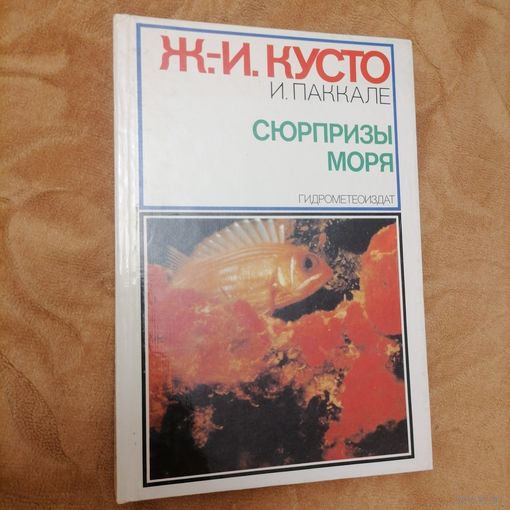 Ж.-И. КУСТО
И. ПАККАЛЕ
СЮРПРИЗЫ
МОРЯ
ГИДРОМЕТЕОИЗДАТ